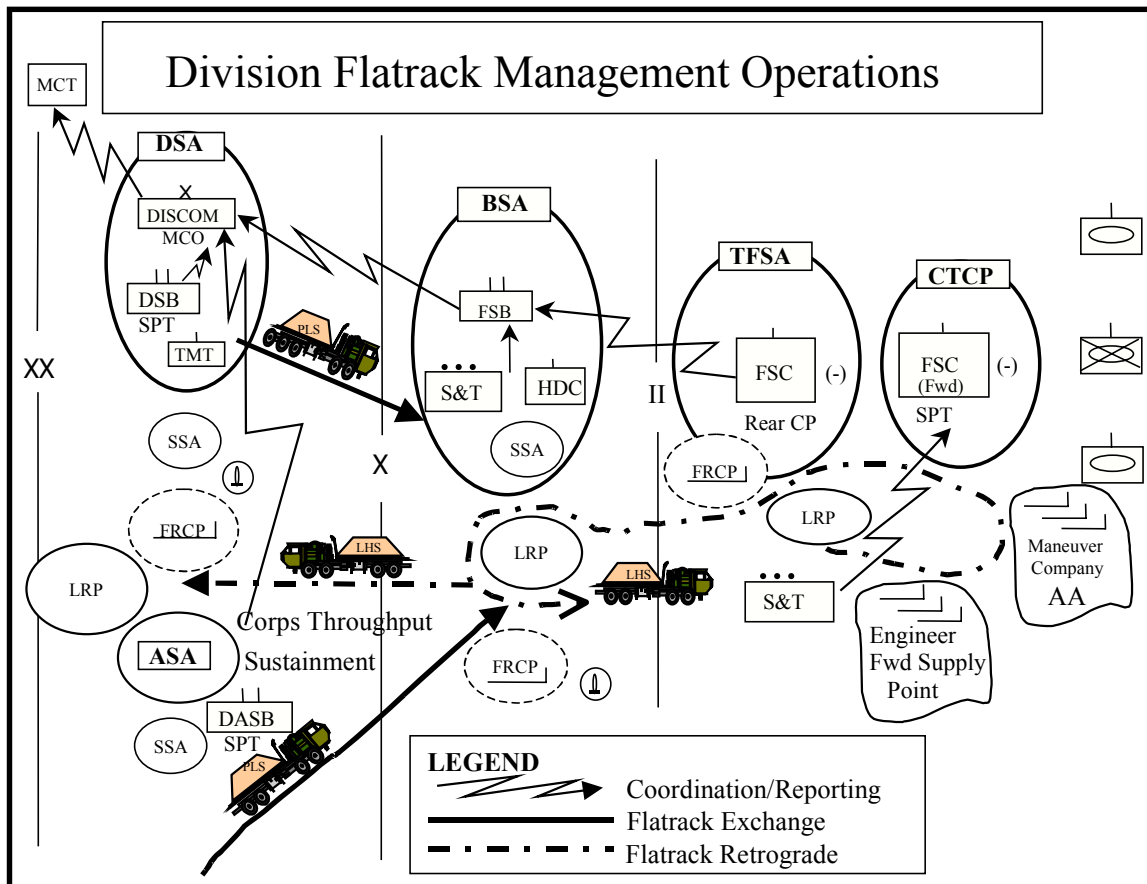 Division Flatrack Management Operations
MCT
DSA
X
DISCOM
MCO
DSB
SPT
TMT
XX
SSA
FRCP
LRP
ASA
SSA
DASB
SPT
PLS
PLS
X
BSA
FSB
S&T
HDC
SSA
LHS
LRP
LHS
Corps Throughput
Sustainment
FRCP
II
TFSA
FSC
(-)
Rear CP
FRCP
CTCP
FSC
(Fwd)
(-)
SPT
LRP
S&T
Maneuver
Company
AA
Engineer
Fwd Supply
Point
LEGEND
Coordination/Reporting
Flatrack Exchange
Flatrack Retrograde